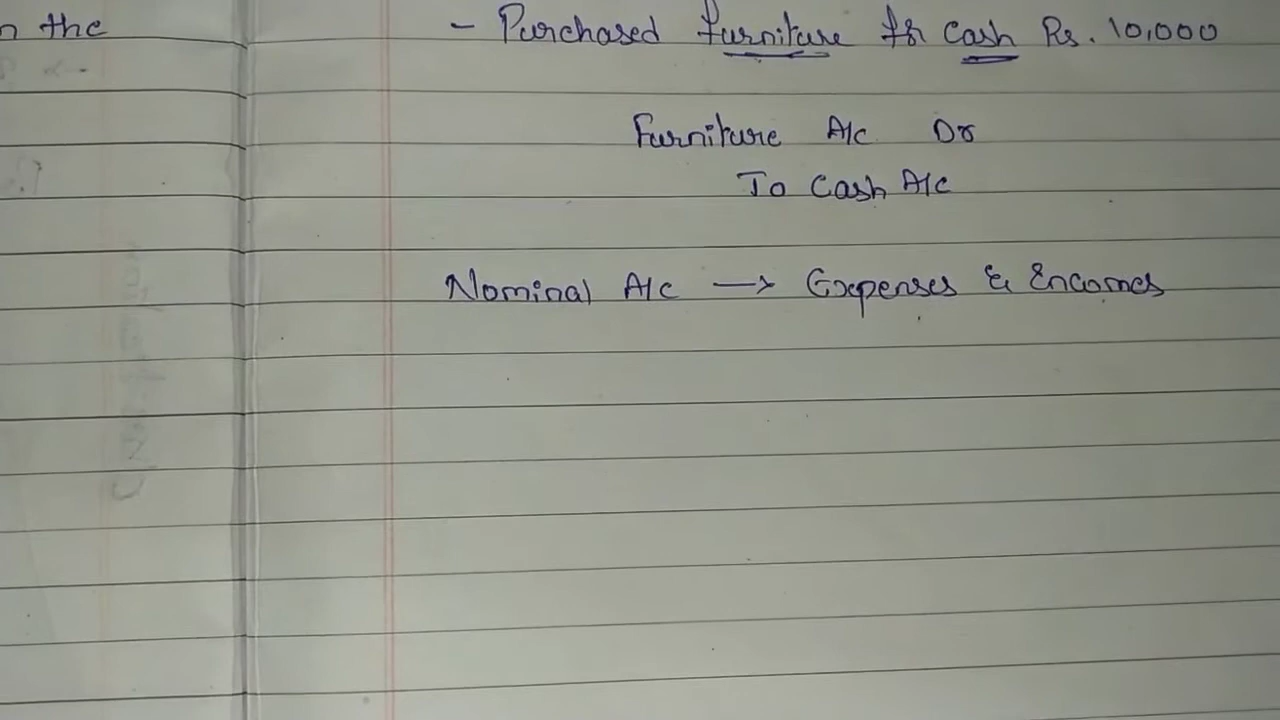 n the
- Purchased furniture for cash Rs. 10,000
Furniture A/c Dr
To Cash A/c
Nominal A/c → Expenses & Incomes